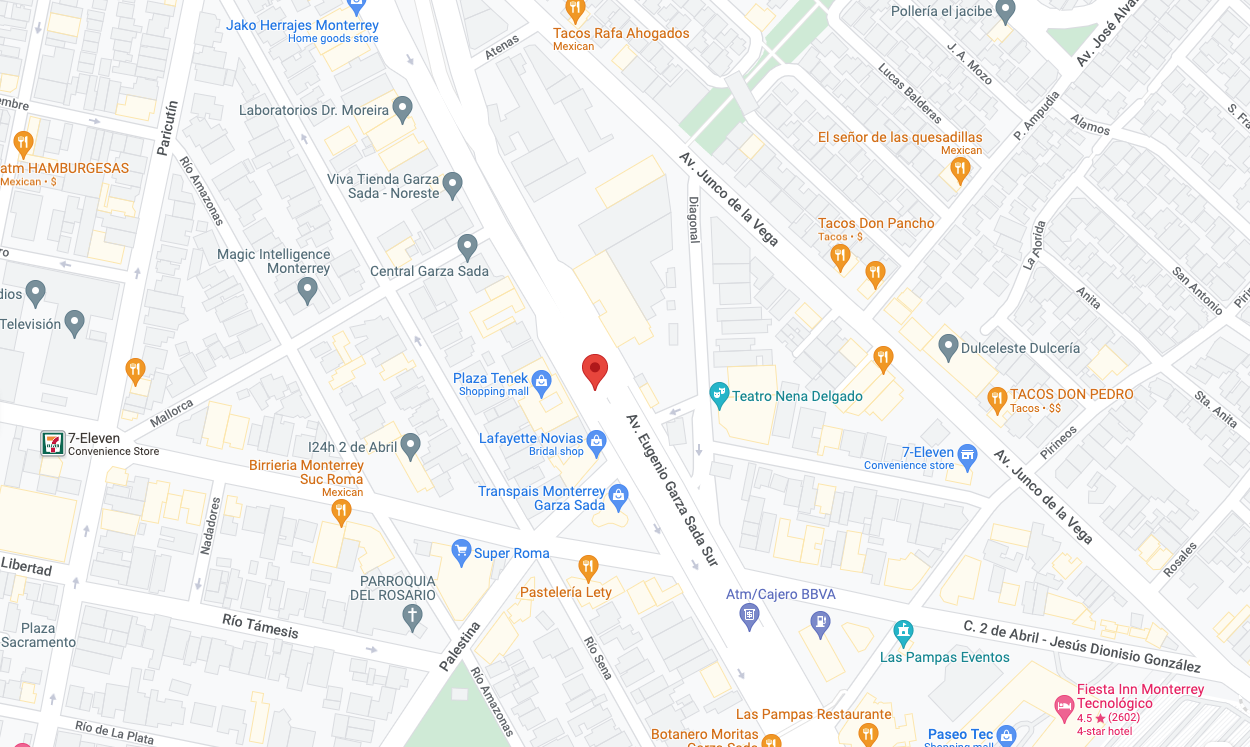 Jako Herrajes Monterrey
Home goods store
Tacos Rafa Ahogados
Mexican
Pollería el jacibe
Av. José Alvar
Atenas
J. A. Mozo
Lucas Balderas
S. Fra
embre
Paricutín
Laboratorios Dr. Moreira
P. Ampudia
Alamos
El señor de las quesadillas
Mexican
atm HAMBURGESAS
Mexican • $
Río Amazonas
Viva Tienda Garza
Sada - Noreste
Av. Junco de la Vega
Diagonal
Tacos Don Pancho
Tacos • $
La Florida
ro
Magic Intelligence
Monterrey
Central Garza Sada
San Antonio
Anita
Piri
dios
Televisión
Dulceleste Dulcería
Plaza Tenek
Shopping mall
Teatro Nena Delgado
TACOS DON PEDRO
Tacos • $$
Sta. Anita
Mallorca
7-Eleven
Convenience Store
I24h 2 de Abril
Lafayette Novias
Bridal shop
Av. Eugenio Garza Sada Sur
Pirineos
7-Eleven
Convenience store
Birrieria Monterrey
Suc Roma
Mexican
Transpais Monterrey
Garza Sada
Av. Junco de la Vega
Nadadores
Super Roma
Rosales
Libertad
PARROQUIA
DEL ROSARIO
Pastelería Lety
Atm/Cajero BBVA
Plaza
Sacramento
Río Támesis
Palestina
Río Sena
Las Pampas Eventos
C. 2 de Abril - Jesús Dionisio González
Río Amazonas
Fiesta Inn Monterrey
Tecnológico
4.5 ★ (2602)
4-star hotel
Río de La Plata
Las Pampas Restaurante
Botanero Moritas
Garza Sada
Paseo Tec
Shopping mall